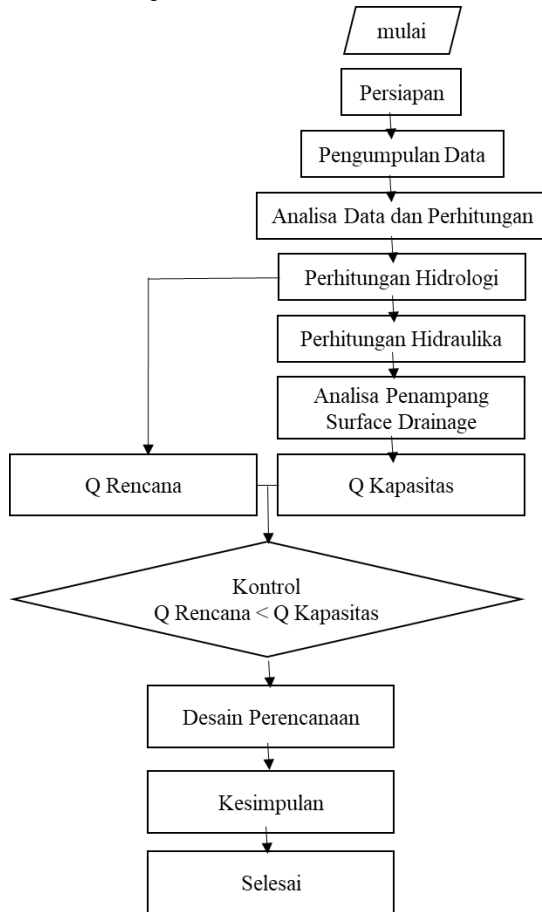 mulai
Persiapan
Pengumpulan Data
Analisa Data dan Perhitungan
Perhitungan Hidrologi
Perhitungan Hidraulika
Analisa Penampang
Surface Drainage
Q Rencana
Q Kapasitas
Kontrol
Q Rencana < Q Kapasitas
Desain Perencanaan
Kesimpulan
Selesai